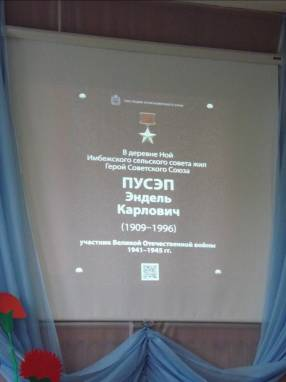 В деревне Ной
Имбежского сельского совета жил
Герой Советского Союза
ПУСЭП
Эндель
Карлович
(1909–1996)
участник Великой Отечественной войны
1941–1945 гг.